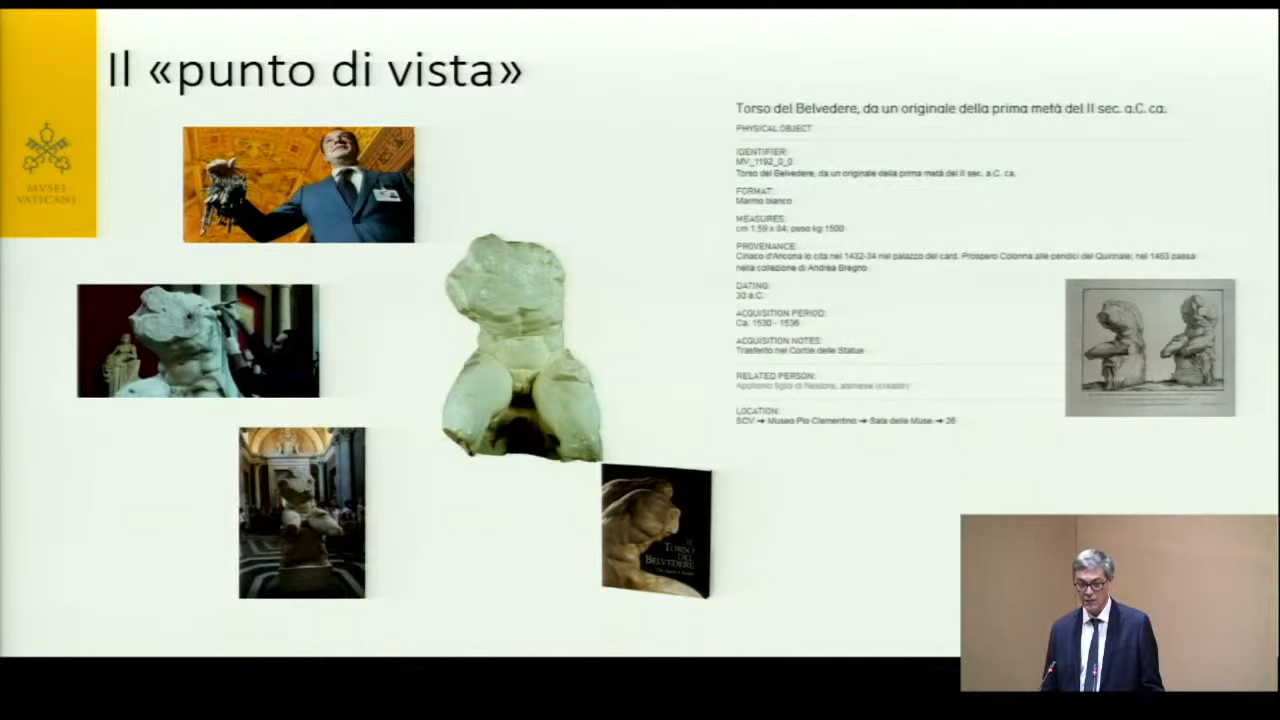 Il «punto di vista»
MVSEI
VATICANI
Torso del Belvedere, da un originale della prima metà del II sec. a.C. ca.
PHYSICAL OBJECT
IDENTIFIER:
MV_1192_0_0
Torso del Belvedere, da un originale della prima metà del II sec. a.C. ca.
FORMAT:
Marmo bianco
MEASURES:
cm 1,59 x 84; peso kg 1500
PROVENANCE:
Ciriaco d'Ancona lo cita nel 1432-34 nel palazzo del card. Prospero Colonna alle pendici del Quirinale, nel 1463 passa
nella collezione di Andrea Bregno
DATING:
30 a.C.
ACQUISITION PERIOD:
Ca. 1530 - 1536
ACQUISITION NOTES:
Trasferito nel Cortile delle Statue
RELATED PERSON:
Apollonio figlio di Nestore, ateniese (creator)
LOCATION:
SCV ➔ Museo Pio Clementino ➔ Sala delle Muse ➔ 26
IL
TORSO
DEL
BELVEDERE